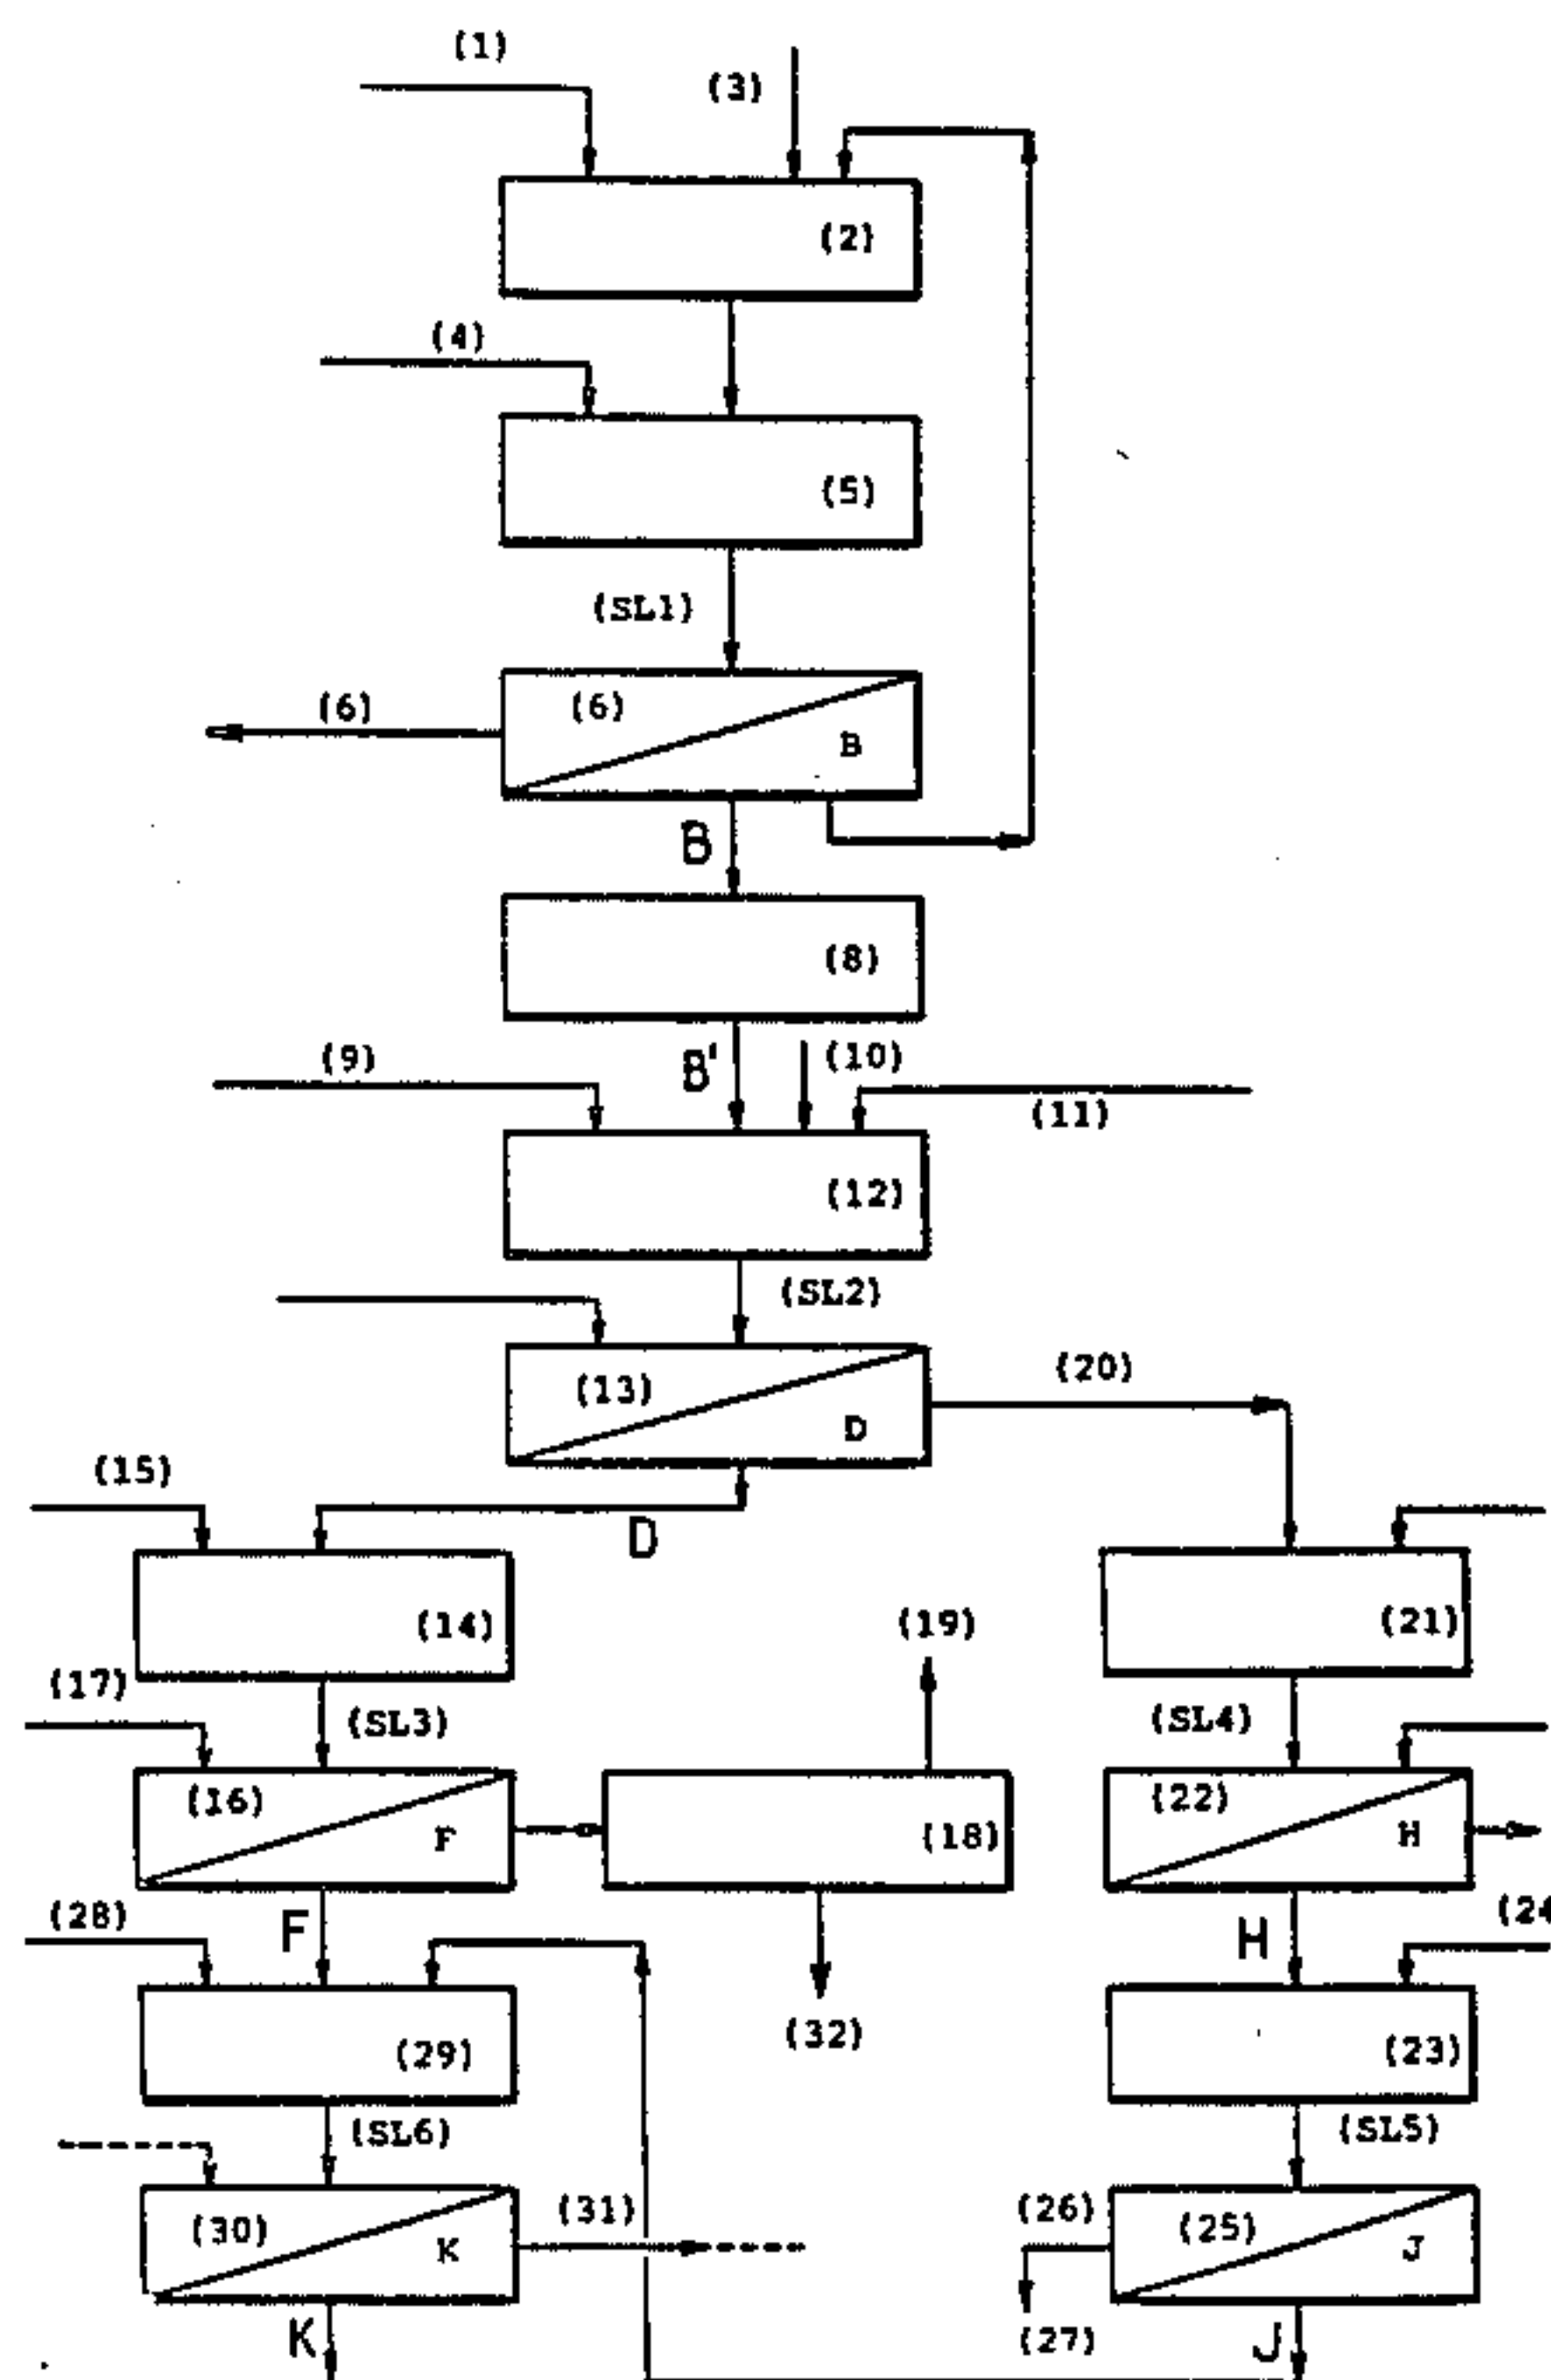 (1)
(3)
(2)
(4)
(5)
(SL1)
(6)
(6)
B
B
(8)
(9)
B'
(10)
(11)
(12)
(SL2)
(13)
D
(20)
(15)
D
(14)
(19)
(21)
(17)
(SL3)
(SL4)
(16)
F
(18)
(22)
H
(28)
F
H
(24
(29)
(32)
(23)
(SL6)
(SL5)
(30)
K
(31)
(26)
(25)
J
K
(27)
J